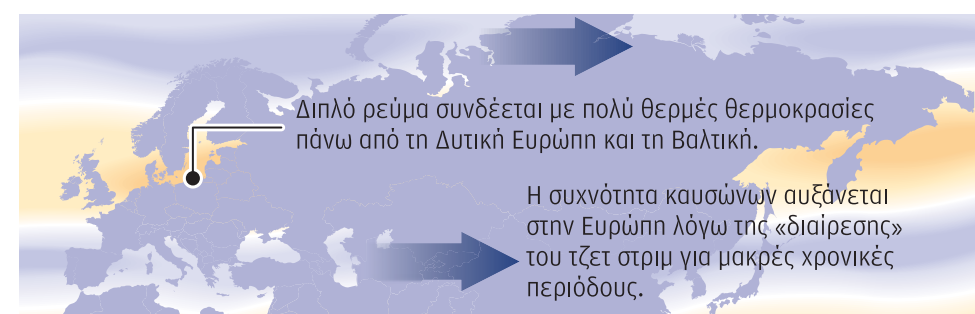 Διπλό ρεύμα συνδέεται με πολύ θερμές θερμοκρασίες
πάνω από τη Δυτική Ευρώπη και τη Βαλτική.
Η συχνότητα καυσώνων αυξάνεται
στην Ευρώπη λόγω της «διαίρεσης»
του τζετ στριμ για μακρές χρονικές
περιόδους.